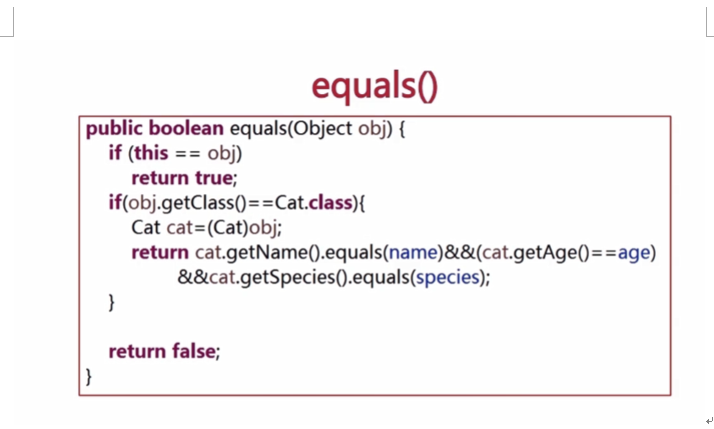 equals()
public boolean equals(Object obj) {
if (this == obj)
return true;
if(obj.getClass()==Cat.class){
Cat cat=(Cat)obj;
return cat.getName().equals(name)&&(cat.getAge()==age)
&&cat.getSpecies().equals(species);
}
return false;
}